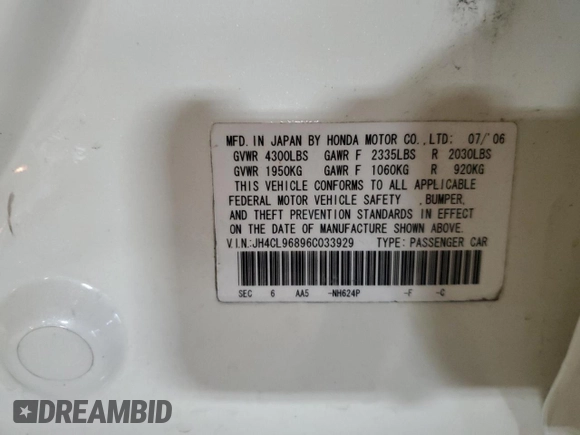 MFD. IN JAPAN BY HONDA MOTOR CO., LTD: 07/'06
GVWR 4300LBS GAWR F 2335LBS R 2030LBS
GVWR 1950KG GAWR F 1060KG R 920KG
THIS VEHICLE CONFORMS TO ALL APPLICABLE
FEDERAL MOTOR VEHICLE SAFETY , BUMPER,
AND THEFT PREVENTION STANDARDS IN EFFECT
ON THE DATE OF MANUFACTURE SHOWN ABOVE.
V.I.N:JH4CL96896C033929 TYPE: PASSENGER CAR
SEC 6 AA5 -NH624P -F -C
DREAMBID